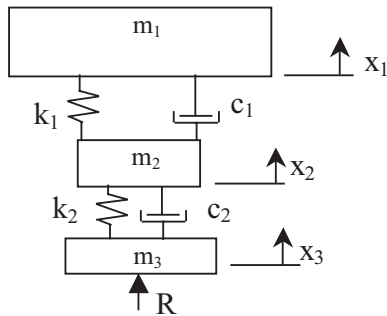 m₁
x₁
k₁ c₁
m₂
x₂
k₂ c₂
m₃
x₃
R